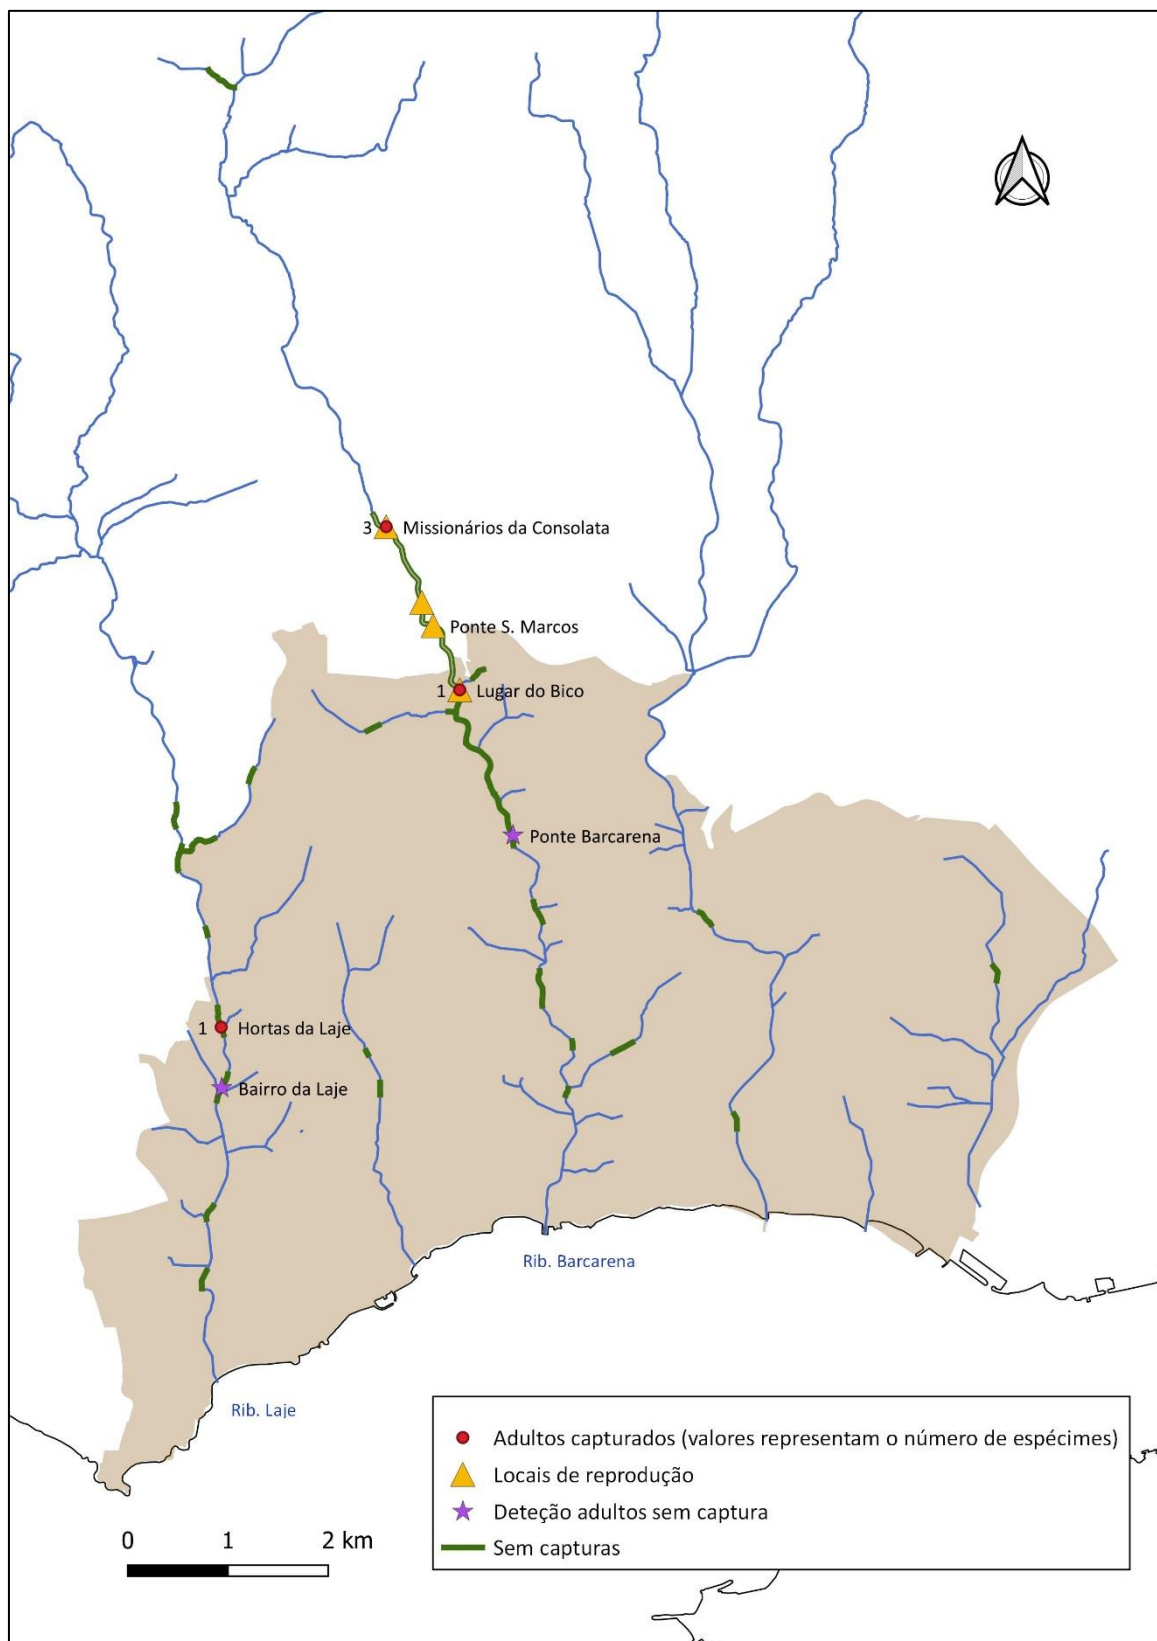 3 Missionários da Consolata
Ponte S. Marcos
1 Lugar do Bico
Ponte Barcarena
1 Hortas da Laje
Bairro da Laje
Rib. Barcarena
Rib. Laje
Adultos capturados (valores representam o número de espécimes)
Locais de reprodução
Deteção adultos sem captura
Sem capturas
0 1 2 km